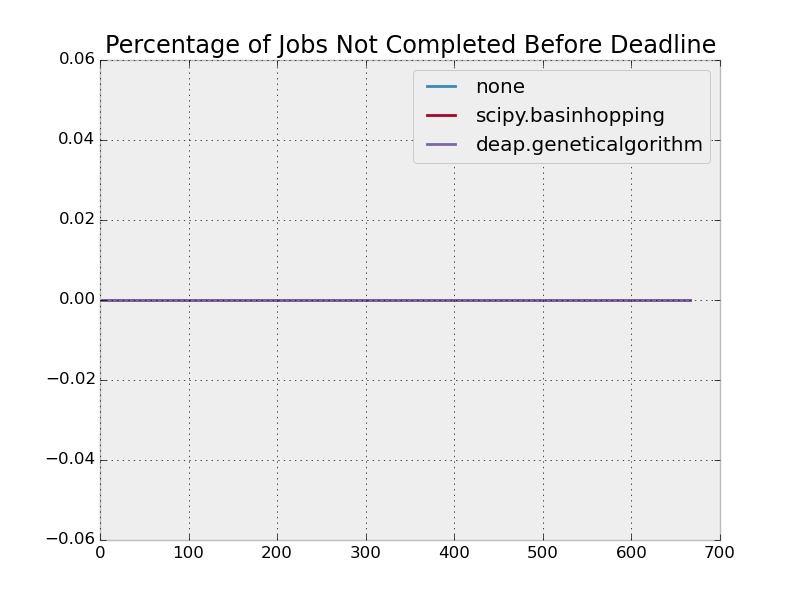 Percentage of Jobs Not Completed Before Deadline
0.06
none
scipy.basinhopping
deap.geneticalgorithm
0.04
0.02
0.00
−0.02
−0.04
−0.06
0 100 200 300 400 500 600 700